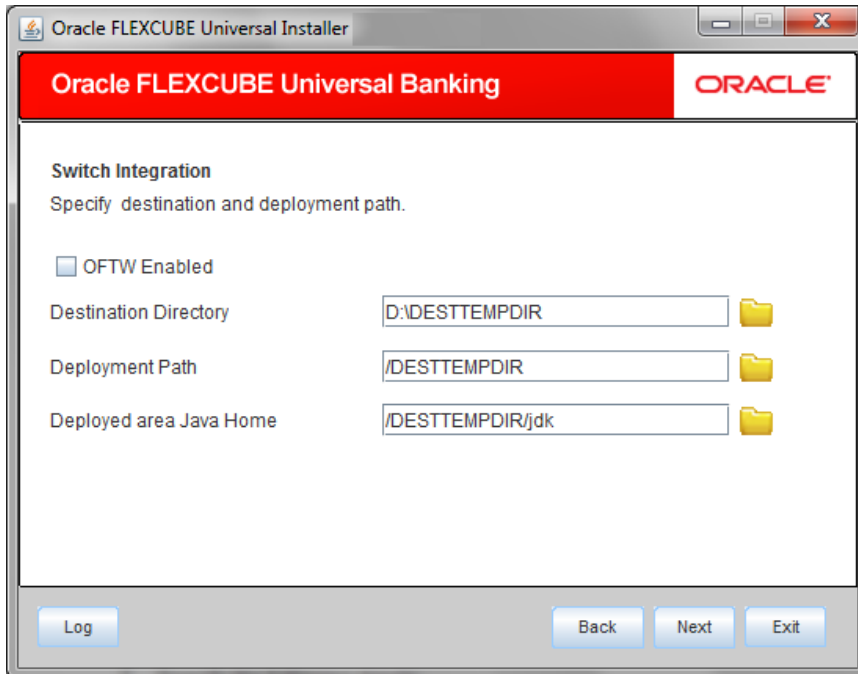 Oracle FLEXCUBE Universal Installer
Oracle FLEXCUBE Universal Banking
ORACLE
Switch Integration
Specify destination and deployment path.
OFTW Enabled
Destination Directory D:\DESTTEMPDIR
Deployment Path /DESTTEMPDIR
Deployed area Java Home /DESTTEMPDIR/jdk
Log Back Next Exit